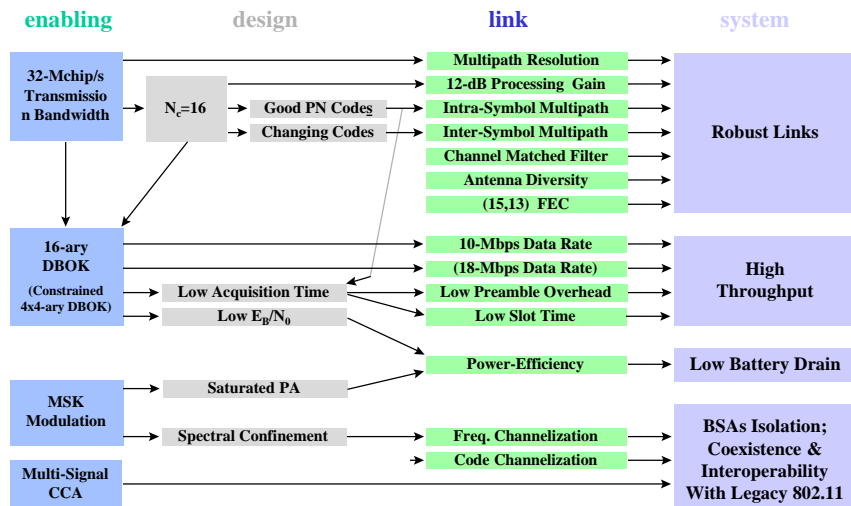 enabling
design
link
system
32-Mchip/s
Transmissio
n Bandwidth
N_c=16
Good PN Codes
Changing Codes
Multipath Resolution
12-dB Processing Gain
Intra-Symbol Multipath
Inter-Symbol Multipath
Channel Matched Filter
Antenna Diversity
(15,13) FEC
Robust Links
16-ary
DBOK
(Constrained
4x4-ary DBOK)
Low Acquisition Time
Low E_B/N_0
10-Mbps Data Rate
(18-Mbps Data Rate)
Low Preamble Overhead
Low Slot Time
High
Throughput
Power-Efficiency
Low Battery Drain
MSK
Modulation
Saturated PA
Spectral Confinement
Freq. Channelization
Code Channelization
BSAs Isolation;
Coexistence &
Interoperability
With Legacy 802.11
Multi-Signal
CCA